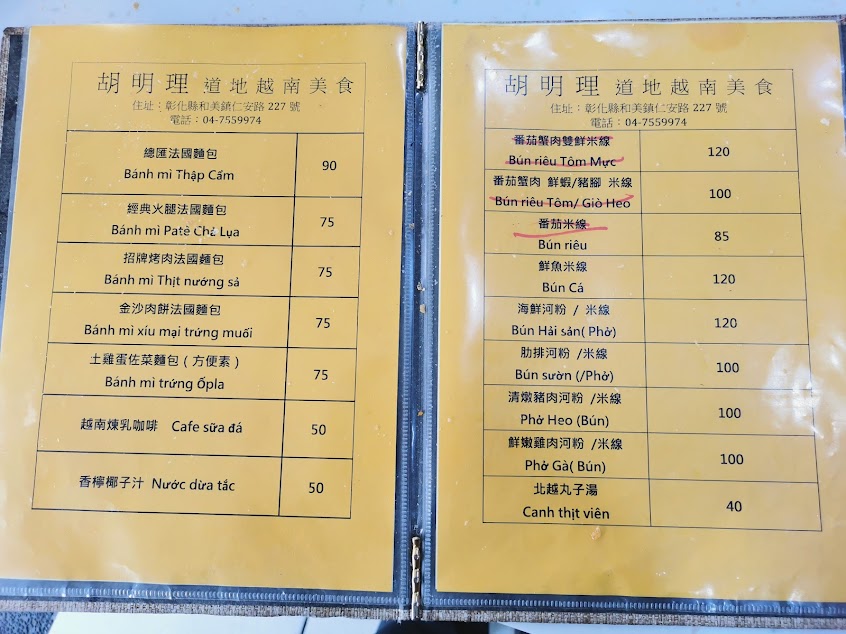 胡明理 道地越南美食
住址：彰化縣和美鎮仁安路 227 號
電話：04-7559974
總匯法國麵包
Bánh mì Thập Cẩm
90
經典火腿法國麵包
Bánh mì Patê Chả Lụa
75
招牌烤肉法國麵包
Bánh mì Thịt nướng sả
75
金沙肉餅法國麵包
Bánh mì xíu mại trứng muối
75
土雞蛋佐菜麵包（方便素）
Bánh mì trứng Ốpla
75
越南煉乳咖啡 Cafe sữa đá
50
香檸椰子汁 Nước dừa tắc
50
胡明理 道地越南美食
住址：彰化縣和美鎮仁安路 227 號
電話：04-7559974
番茄蟹肉雙鮮米線
Bún riêu Tôm Mực
120
番茄蟹肉 鮮蝦/豬腳 米線
Bún riêu Tôm/ Giò Heo
100
番茄米線
Bún riêu
85
鮮魚米線
Bún Cá
120
海鮮河粉 / 米線
Bún Hải sản( Phở)
120
肋排河粉 /米線
Bún sườn (/Phở)
100
清燉豬肉河粉 /米線
Phở Heo (Bún)
100
鮮嫩雞肉河粉 /米線
Phở Gà( Bún)
100
北越丸子湯
Canh thịt viên
40